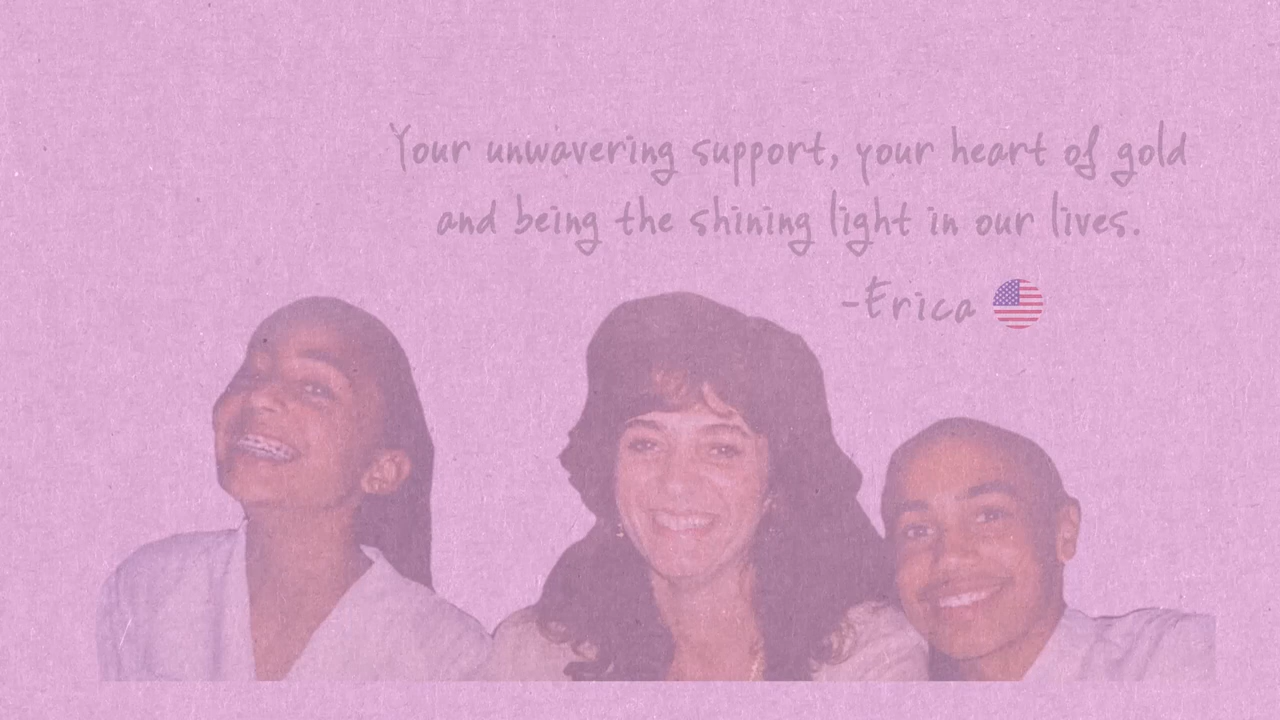 Your unwavering support, your heart of gold
and being the shining light in our lives.
-Erica